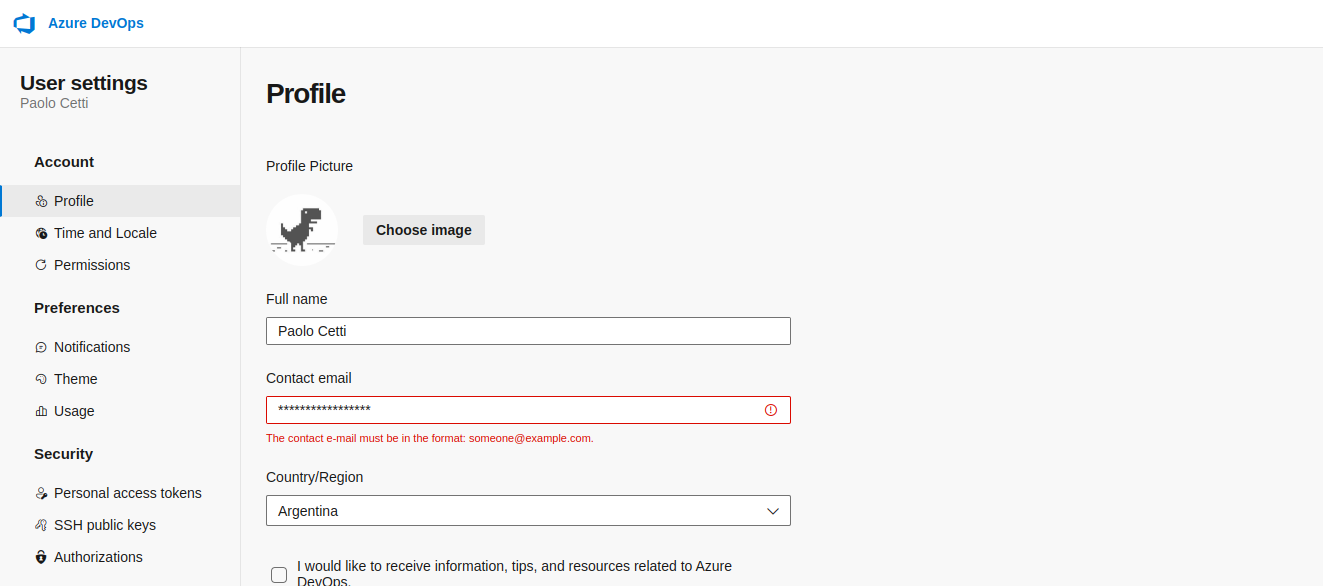 Azure DevOps
User settings
Paolo Cetti
Account
Profile
Time and Locale
Permissions
Preferences
Notifications
Theme
Usage
Security
Personal access tokens
SSH public keys
Authorizations
Profile
Profile Picture
Choose image
Full name
Paolo Cetti
Contact email
*****************
The contact e-mail must be in the format: someone@example.com.
Country/Region
Argentina
I would like to receive information, tips, and resources related to Azure
DevOps.